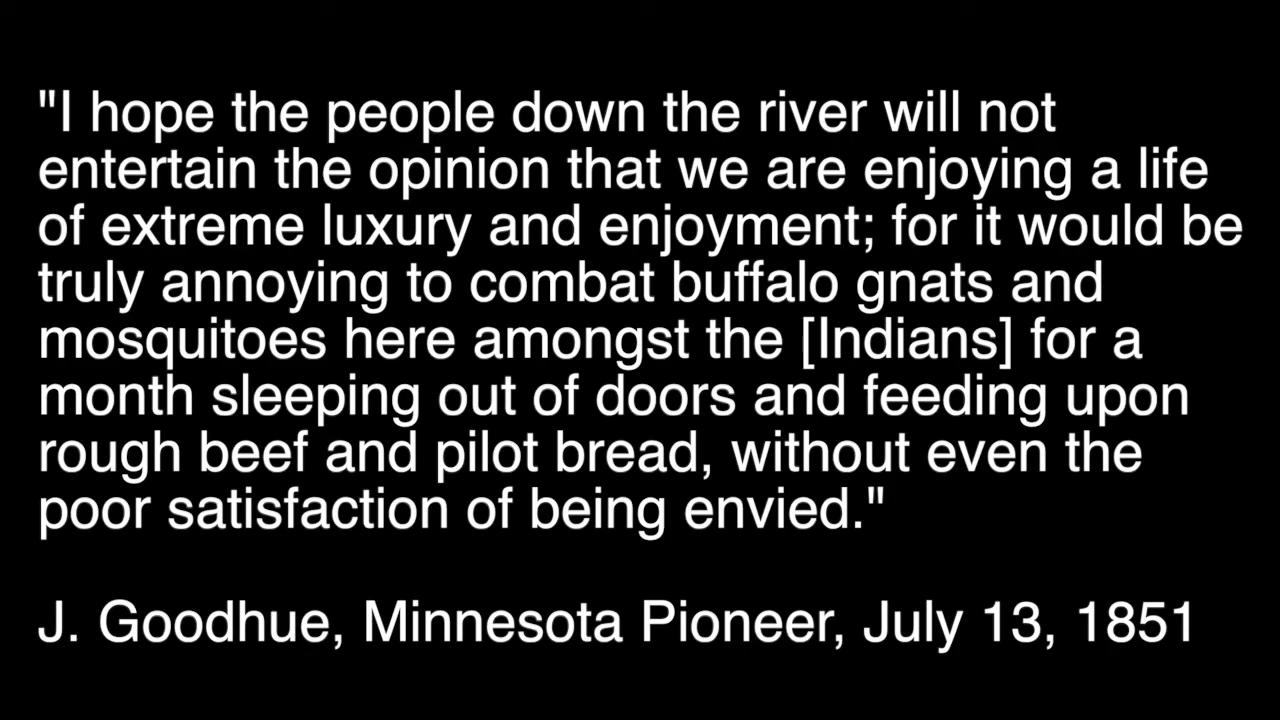 "I hope the people down the river will not
entertain the opinion that we are enjoying a life
of extreme luxury and enjoyment; for it would be
truly annoying to combat buffalo gnats and
mosquitoes here amongst the [Indians] for a
month sleeping out of doors and feeding upon
rough beef and pilot bread, without even the
poor satisfaction of being envied."
J. Goodhue, Minnesota Pioneer, July 13, 1851